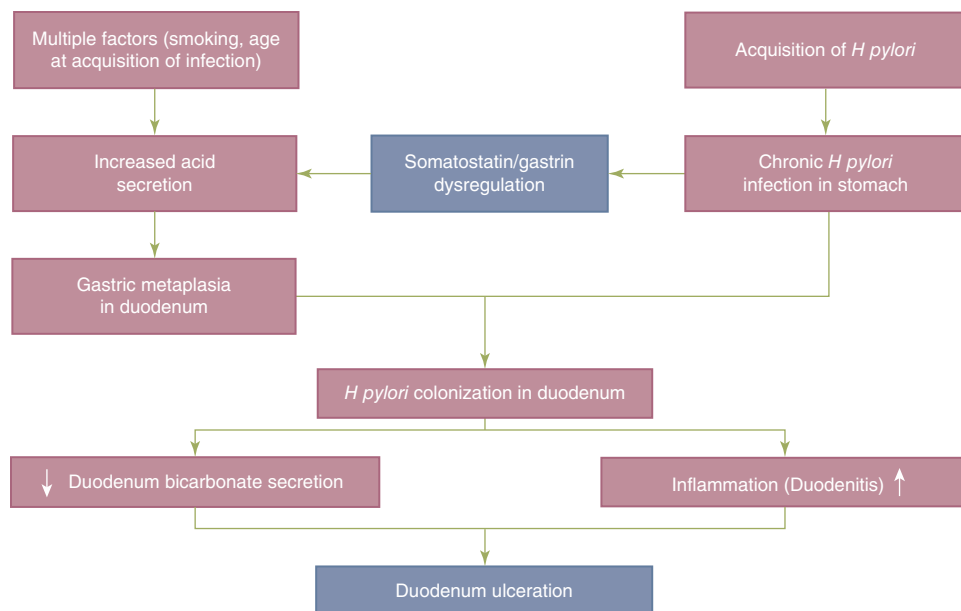 Multiple factors (smoking, age
at acquisition of infection)
Acquisition of H pylori
Increased acid
secretion
Somatostatin/gastrin
dysregulation
Chronic H pylori
infection in stomach
Gastric metaplasia
in duodenum
H pylori colonization in duodenum
↓ Duodenum bicarbonate secretion
Inflammation (Duodenitis) ↑
Duodenum ulceration